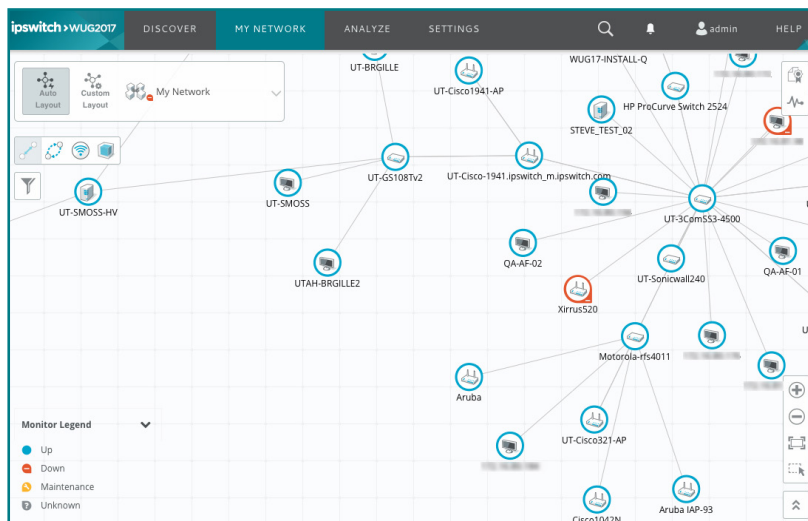 ipswitch > WUG2017 DISCOVER MY NETWORK ANALYZE SETTINGS admin HELP
UT-BRGILLE
WUG17-INSTALL-Q
Auto Layout
Custom Layout
My Network
UT-Cisco1941-AP
HP ProCurve Switch 2524
STEVE_TEST_02
UT-GS108Tv2
UT-Cisco-1941.ipswitch_m.ipswitch.com
UT-SMOSS-HV
UT-SMOSS
UT-3ComSS3-4500
QA-AF-02
UT-Sonicwall240
QA-AF-01
UTAH-BRGILLE2
Xirrus520
Motorola-rfs4011
Aruba
Monitor Legend
Up
Down
Maintenance
Unknown
UT-Cisco321-AP
Cisco1042N
Aruba IAP-93